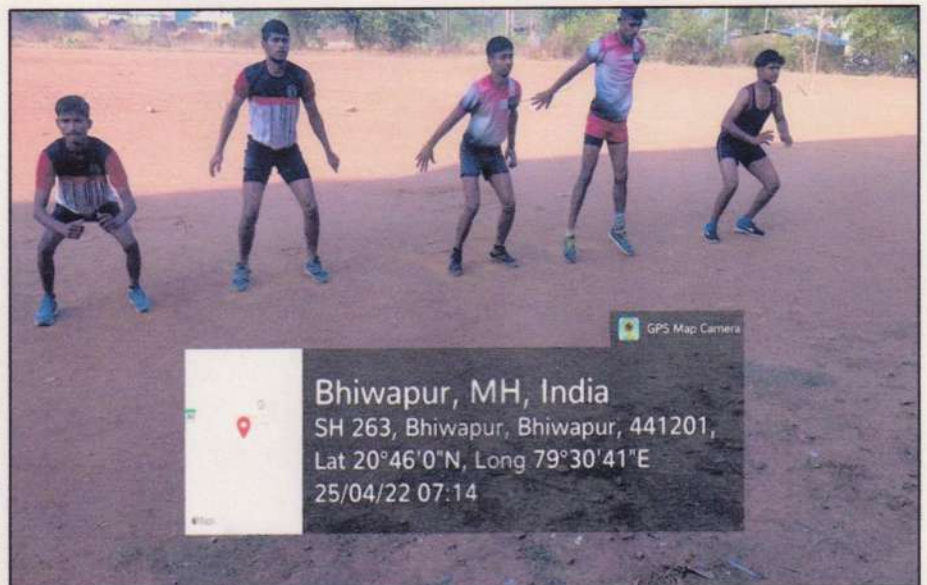 GPS Map Camera
Bhiwapur, MH, India
SH 263, Bhiwapur, Bhiwapur, 441201,
Lat 20°46'0"N, Long 79°30'41"E
25/04/22 07:14